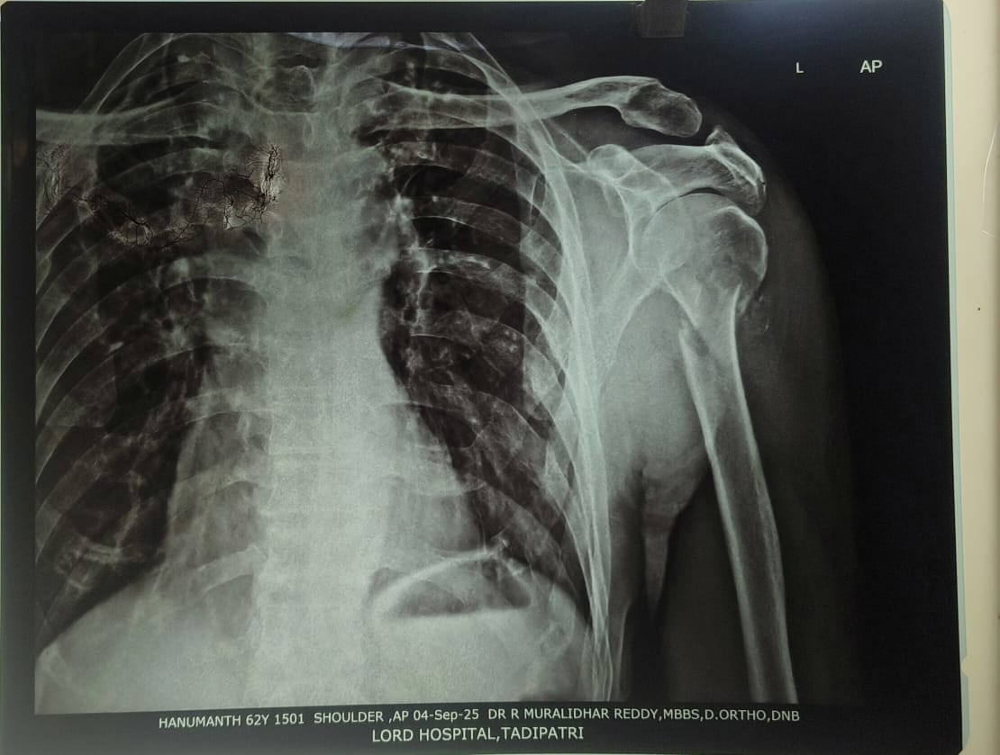 L AP
HANUMANTH 62Y 1501 SHOULDER ,AP 04-Sep-25 DR R MURALIDHAR REDDY,MBBS,D.ORTHO,DNB
LORD HOSPITAL,TADIPATRI